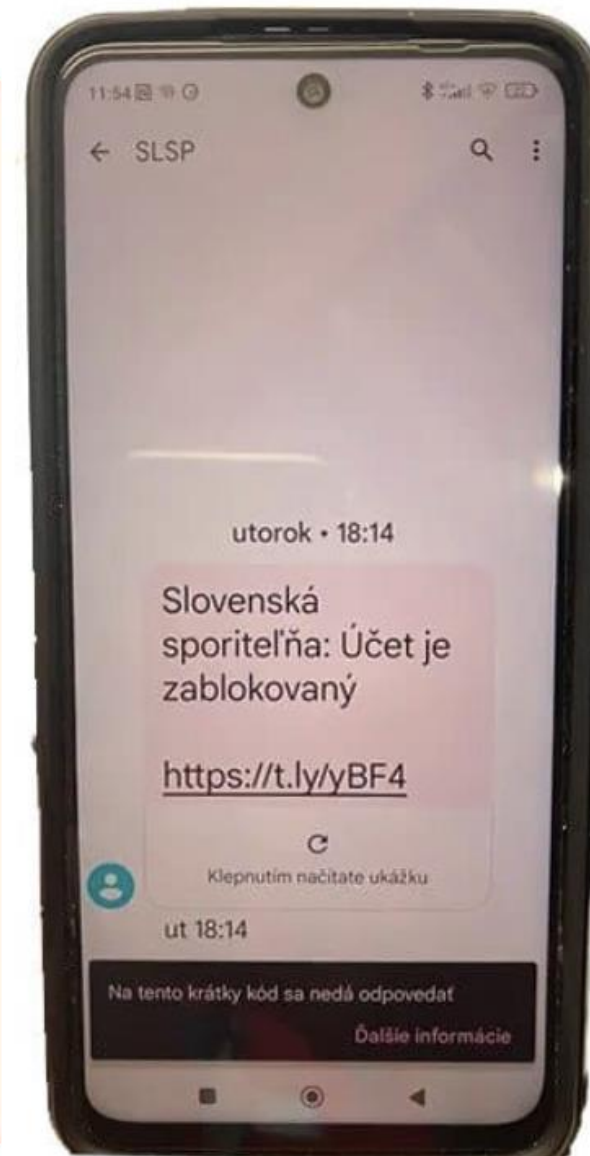 11:54
SLSP
utorok • 18:14
Slovenská
sporiteľňa: Účet je
zablokovaný
https://t.ly/yBF4
Klepnutím načítate ukážku
ut 18:14
Na tento krátky kód sa nedá odpovedať
Ďalšie informácie